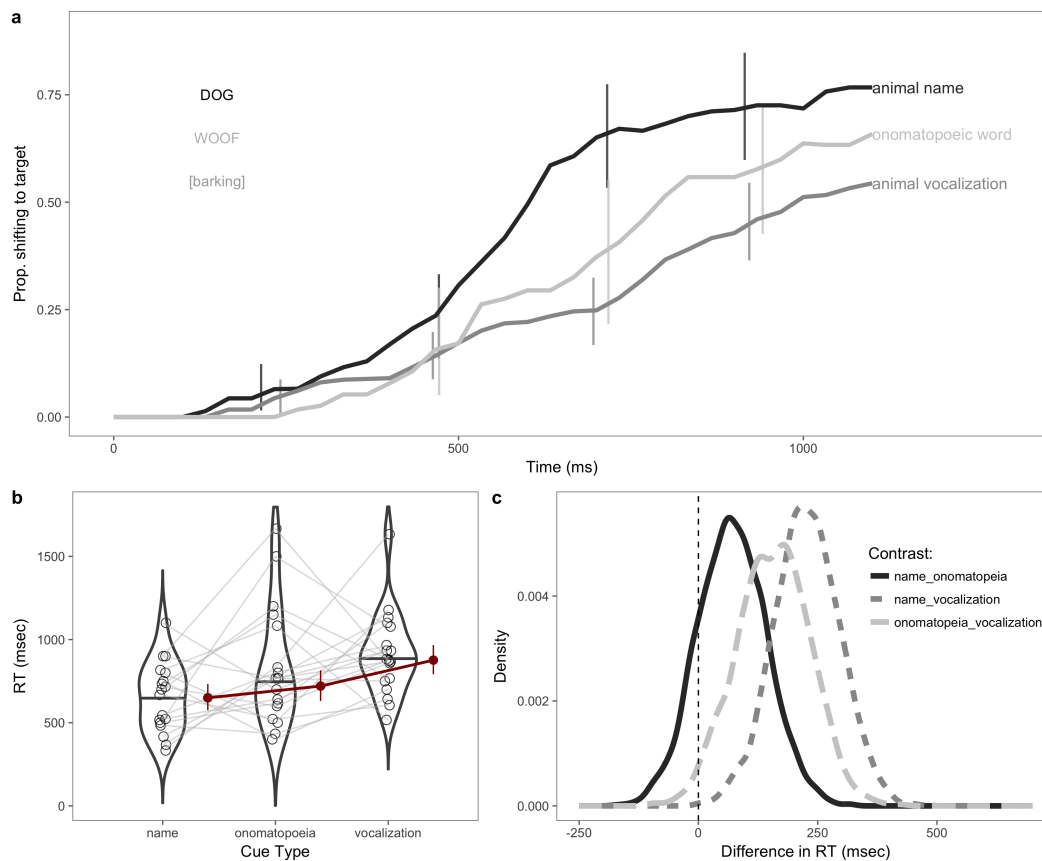 a
Prop. shifting to target
0.75
0.50
0.25
0.00
DOG
WOOF
[barking]
animal name
onomatopoeic word
animal vocalization
0
500
1000
Time (ms)
b
RT (msec)
1500
1000
500
0
name
onomatopoeia
vocalization
Cue Type
c
Density
0.004
0.002
0.000
Contrast:
name_onomatopeia
name_vocalization
onomatopeia_vocalization
-250
0
250
500
Difference in RT (msec)